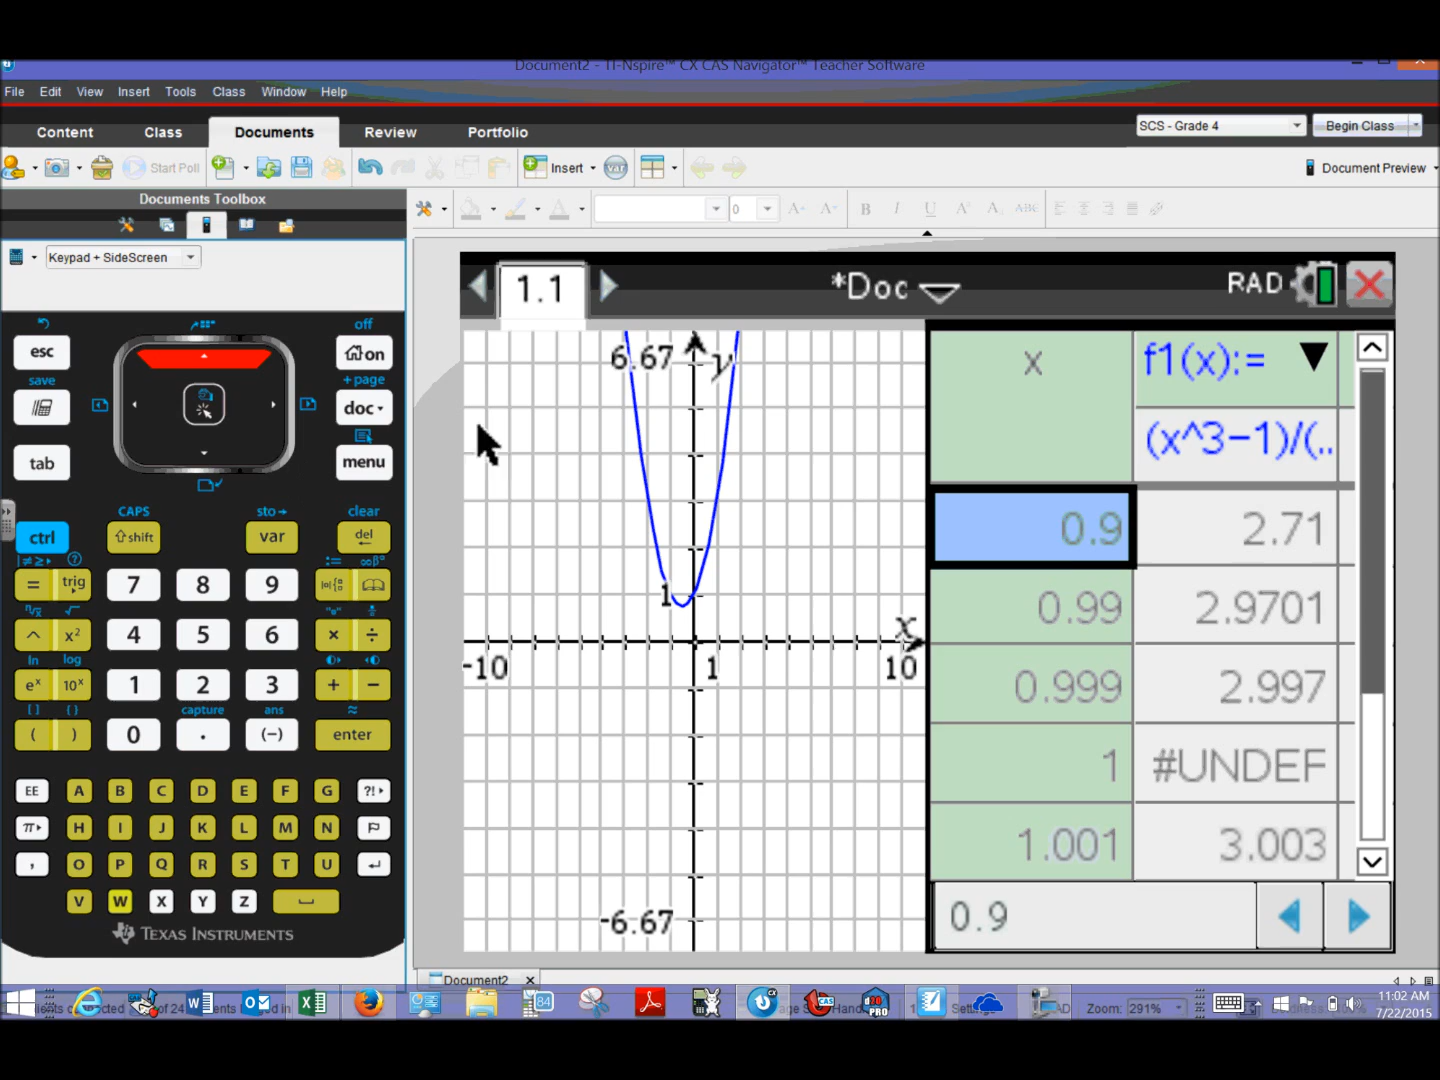 Document2 - TI-Nspire™ CX CAS Navigator™ Teacher Software
File Edit View Insert Tools Class Window Help
Content Class Documents Review Portfolio
SCS - Grade 4 Begin Class
Start Poll Insert Document Preview
Documents Toolbox
0 A A B I U A A ABC
Keypad + SideScreen
1.1 *Doc RAD
off
esc on
save + page
doc
tab menu
CAPS sto→ clear
ctrl shift var del
= trig 7 8 9
^ x² 4 5 6 × ÷
ln log
eˣ 10ˣ 1 2 3 + −
[ ] { } capture ans ≈
( ) 0 . (−) enter
EE A B C D E F G ?!
π H I J K L M N
, O P Q R S T U
V W X Y Z
TEXAS INSTRUMENTS
6.67 y
1
x
-10 1 10
-6.67
x f1(x):=
(x^3−1)/(..
0.9 2.71
0.99 2.9701
0.999 2.997
1 #UNDEF
1.001 3.003
0.9
Document2
Zoom: 291%
11:02 AM
7/22/2015